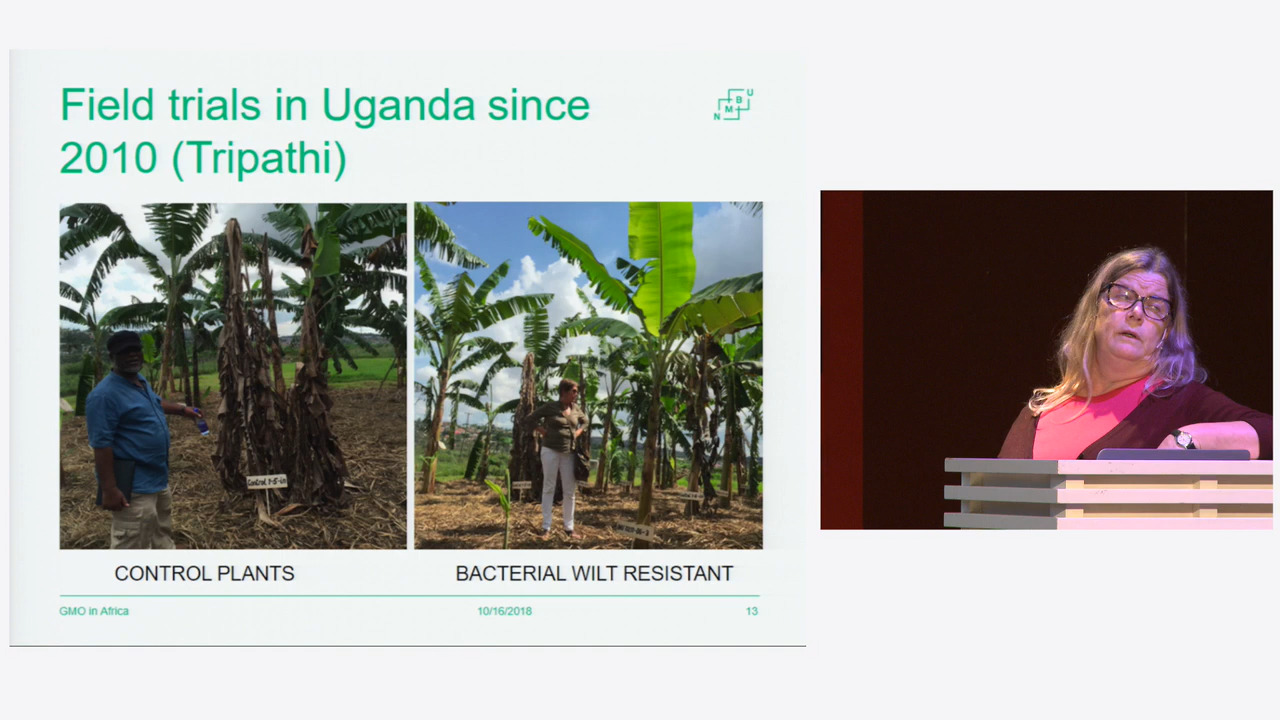 Field trials in Uganda since
2010 (Tripathi)
N M B U
CONTROL PLANTS
BACTERIAL WILT RESISTANT
GMO in Africa
10/16/2018
13